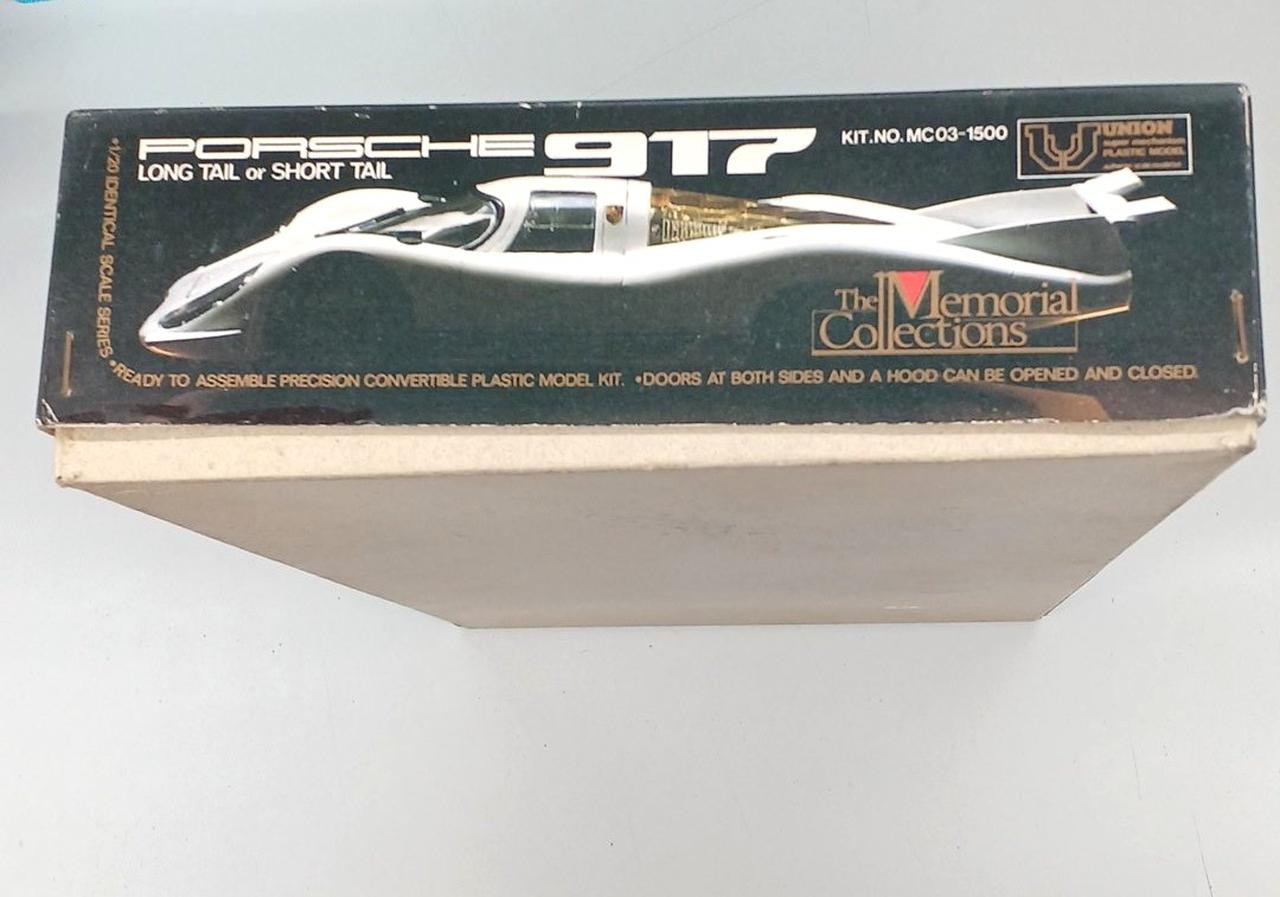 PORSCHE 917
LONG TAIL or SHORT TAIL
KIT.NO. MC03-1500
UNION
PLASTIC MODEL
•1/20 IDENTICAL SCALE SERIES
The Memorial
Collections
•READY TO ASSEMBLE PRECISION CONVERTIBLE PLASTIC MODEL KIT. •DOORS AT BOTH SIDES AND A HOOD CAN BE OPENED AND CLOSED.